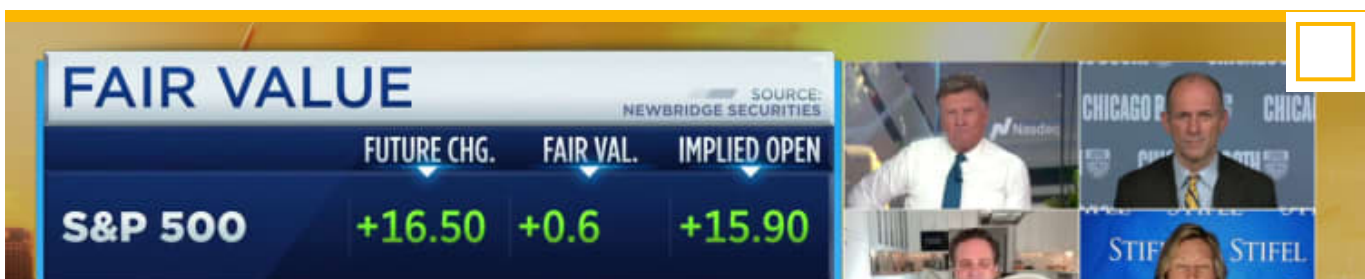 FAIR VALUE
SOURCE:
NEWBRIDGE SECURITIES
FUTURE CHG. FAIR VAL. IMPLIED OPEN
S&P 500 +16.50 +0.6 +15.90
Nasdaq
CHICAGO
STIFEL